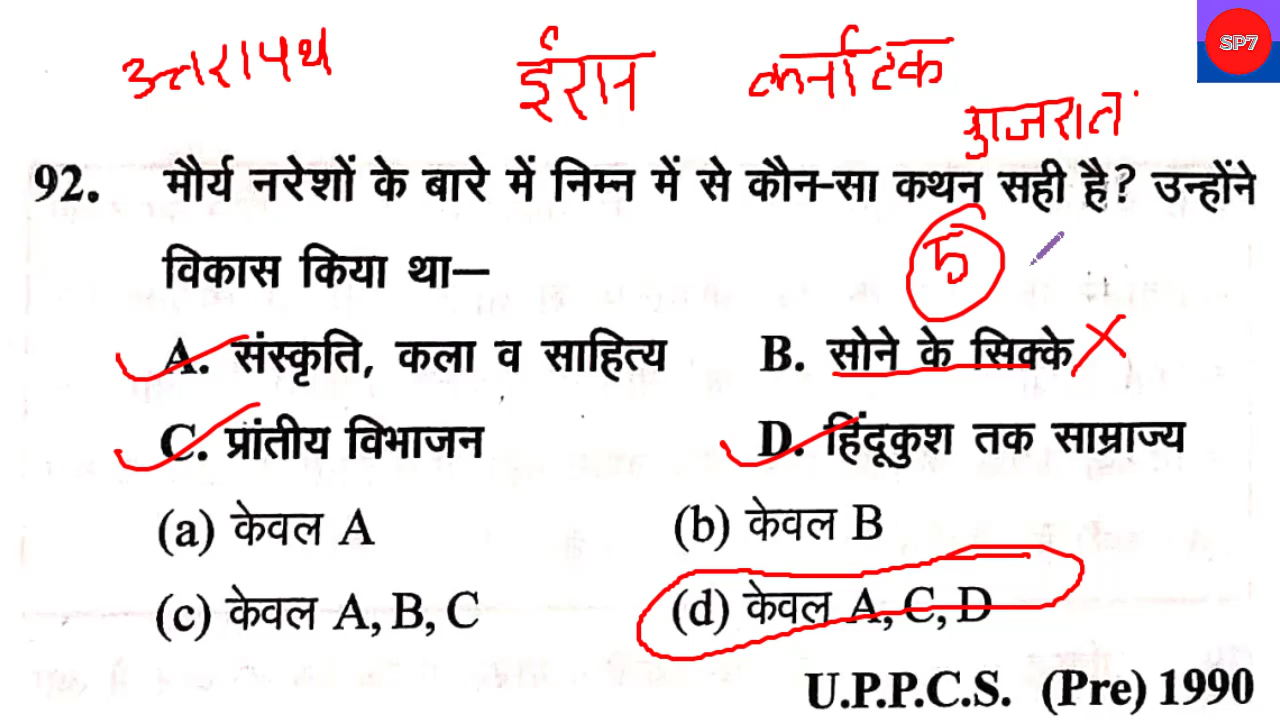 SP7
उत्तरापथ ईरान कर्नाटक
गुजरात
92. मौर्य नरेशों के बारे में निम्न में से कौन-सा कथन सही है? उन्होंने
विकास किया था—
5
A. संस्कृति, कला व साहित्य B. सोने के सिक्के
C. प्रांतीय विभाजन D. हिंदूकुश तक साम्राज्य
(a) केवल A (b) केवल B
(c) केवल A, B, C (d) केवल A, C, D
U.P.P.C.S. (Pre) 1990